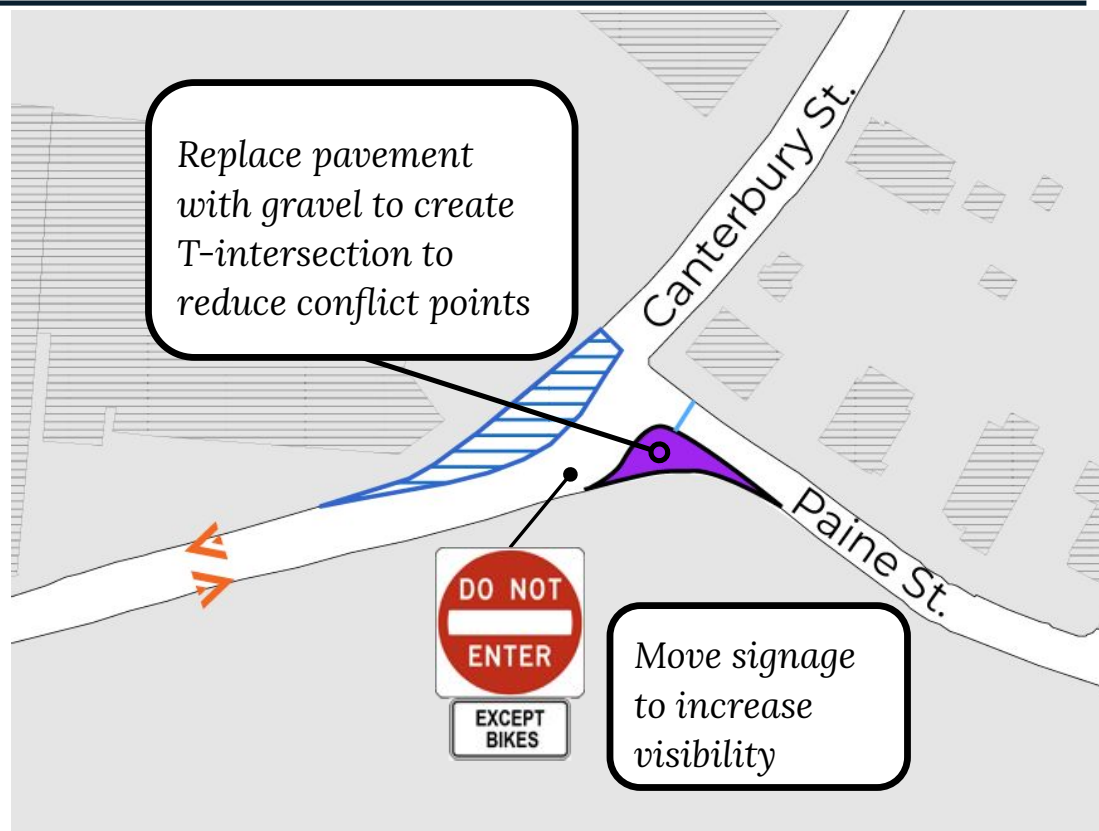 Replace pavement
with gravel to create
T-intersection to
reduce conflict points
Canterbury St.
Paine St.
DO NOT
ENTER
EXCEPT
BIKES
Move signage
to increase
visibility